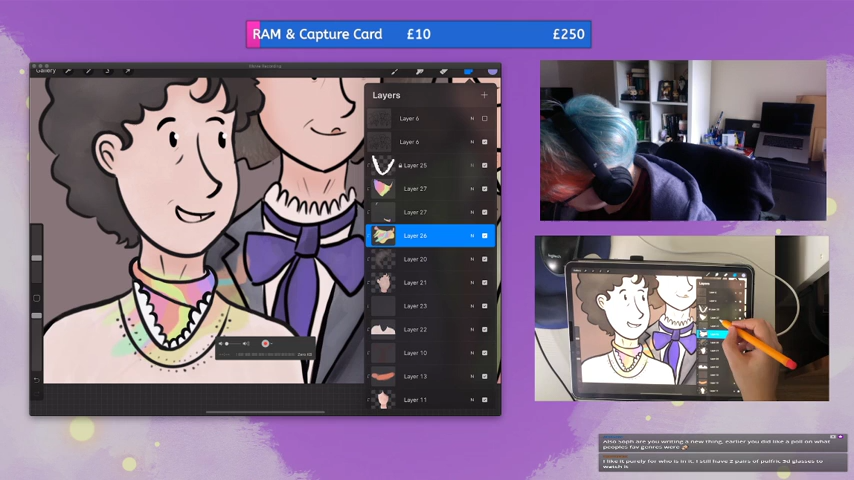 RAM & Capture Card £10 £250
Gallery
Layers
Layer 6 N
Layer 6 N
Layer 25 N
Layer 27 N
Layer 27 N
Layer 26 N
Layer 20 N
Layer 21 N
Layer 23 N
Layer 22 N
Layer 10 N
Layer 13 N
Layer 11 N
Also Soph are you writing a new thing, earlier you did like a poll on what
peoples fav genres were
I like it purely for who is in it. I still have 2 pairs of pulfric 3d glasses to
watch it